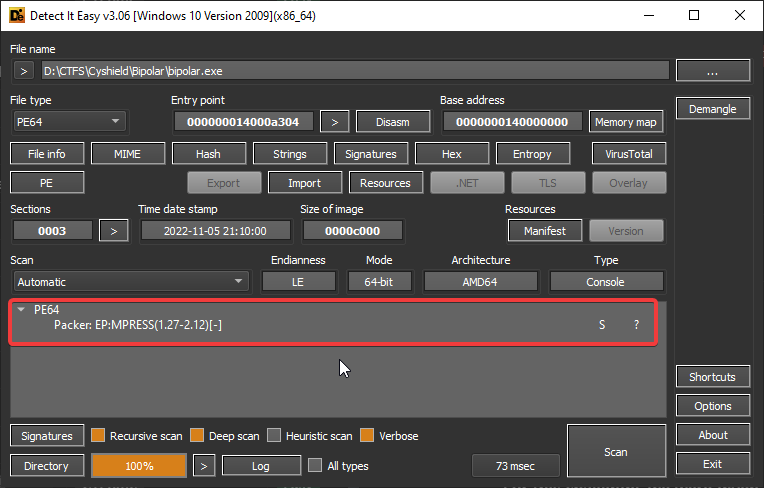 Detect It Easy v3.06 [Windows 10 Version 2009](x86_64)
File name
> D:\CTFS\Cyshield\Bipolar\bipolar.exe ...
File type Entry point Base address
PE64 000000014000a304 > Disasm 0000000140000000 Memory map Demangle
File info MIME Hash Strings Signatures Hex Entropy VirusTotal
PE Export Import Resources .NET TLS Overlay
Sections Time date stamp Size of image Resources
0003 > 2022-11-05 21:10:00 0000c000 Manifest Version
Scan Endianness Mode Architecture Type
Automatic LE 64-bit AMD64 Console
PE64
Packer: EP:MPRESS(1.27-2.12)[-] S ?
Shortcuts
Options
Signatures Recursive scan Deep scan Heuristic scan Verbose Scan About
Directory 100% > Log All types 73 msec Exit